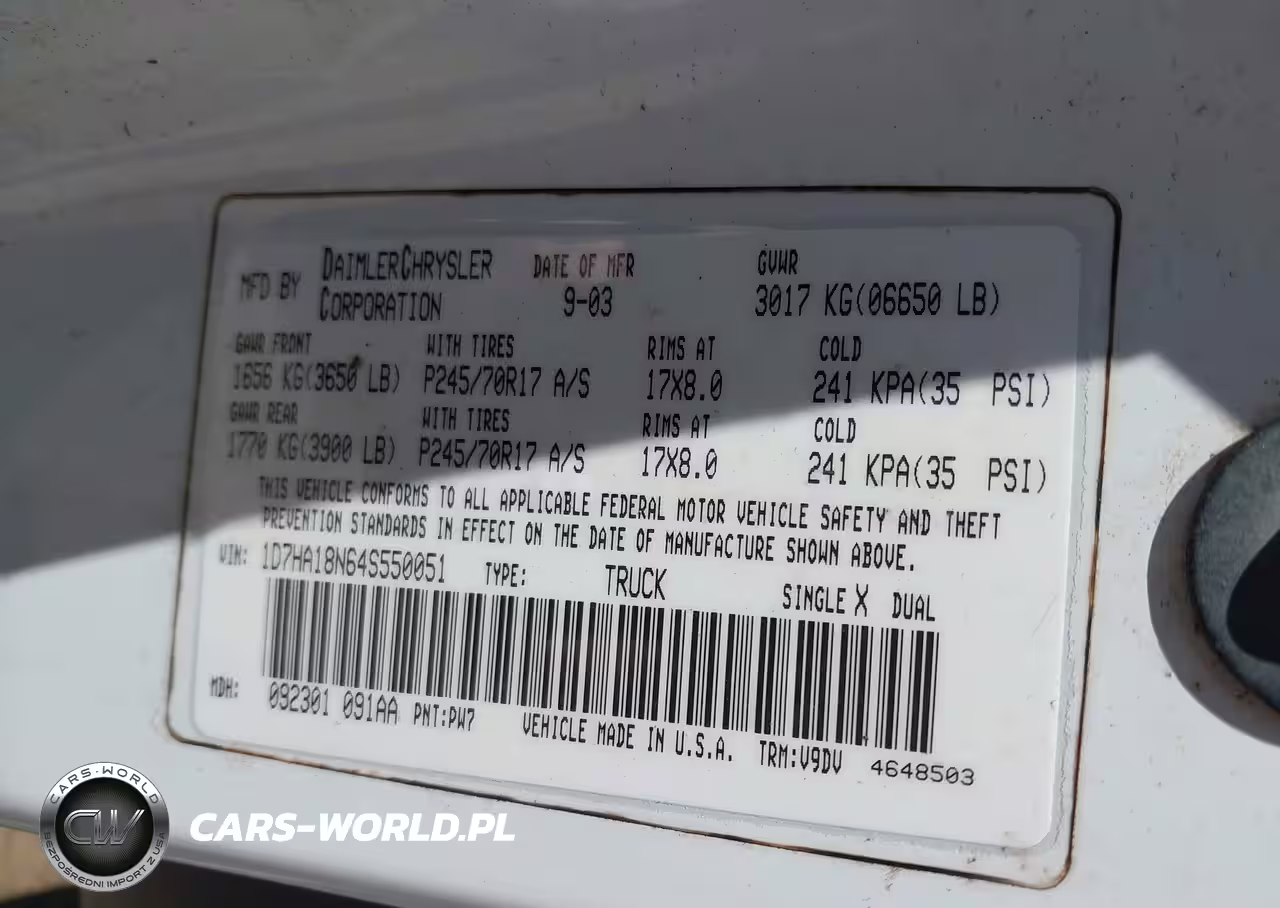 MFD BY DAIMLERCHRYSLER CORPORATION
DATE OF MFR 9-03
GVWR 3017 KG(06650 LB)
GAWR FRONT WITH TIRES RIMS AT COLD
1656 KG(3650 LB) P245/70R17 A/S 17X8.0 241 KPA(35 PSI)
GAWR REAR WITH TIRES RIMS AT COLD
1770 KG(3900 LB) P245/70R17 A/S 17X8.0 241 KPA(35 PSI)
THIS VEHICLE CONFORMS TO ALL APPLICABLE FEDERAL MOTOR VEHICLE SAFETY AND THEFT
PREVENTION STANDARDS IN EFFECT ON THE DATE OF MANUFACTURE SHOWN ABOVE.
VIN: 1D7HA18N64S550051 TYPE: TRUCK SINGLE X DUAL
MDH: 092301 091AA PNT:PW7 VEHICLE MADE IN U.S.A. TRM:V9DV 4648503
CARS-WORLD
CW
BEZPOŚREDNI IMPORT Z USA
CARS-WORLD.PL